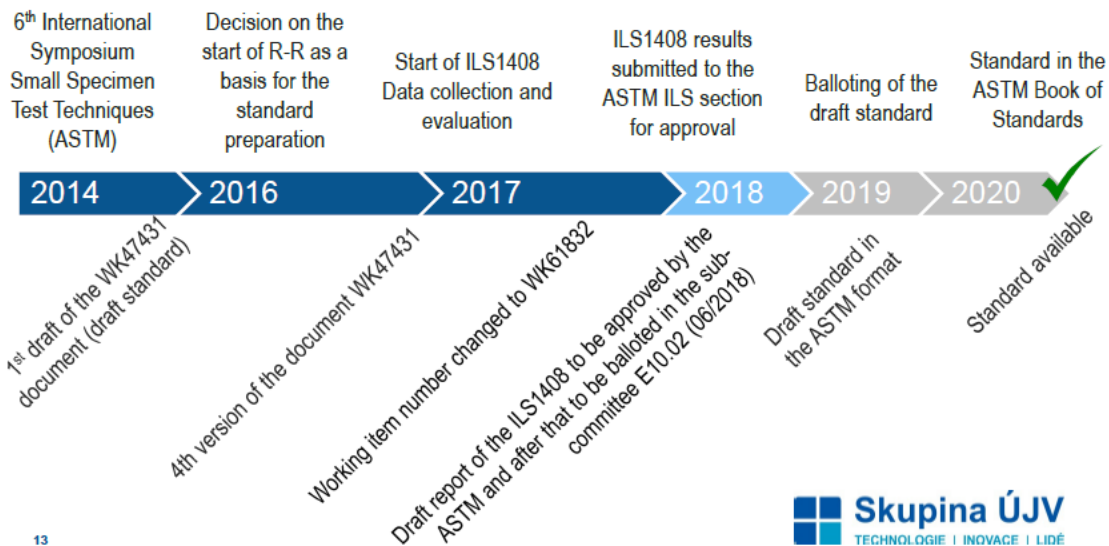 6th International
Symposium
Small Specimen
Test Techniques
(ASTM)
Decision on the
start of R-R as a
basis for the
standard
preparation
Start of ILS1408
Data collection and
evaluation
ILS1408 results
submitted to the
ASTM ILS section
for approval
Balloting of the
draft standard
Standard in the
ASTM Book of
Standards
2014
2016
2017
2018
2019
2020
1st draft of the WK47431
document (draft standard)
4th version of the document WK47431
Working item number changed to WK61832
Draft report of the ILS1408 to be approved by the
ASTM and after that to be balloted in the sub-
committee E10.02 (06/2018)
Draft standard in
the ASTM format
Standard available
13
Skupina ÚJV
TECHNOLOGIE | INOVACE | LIDÉ